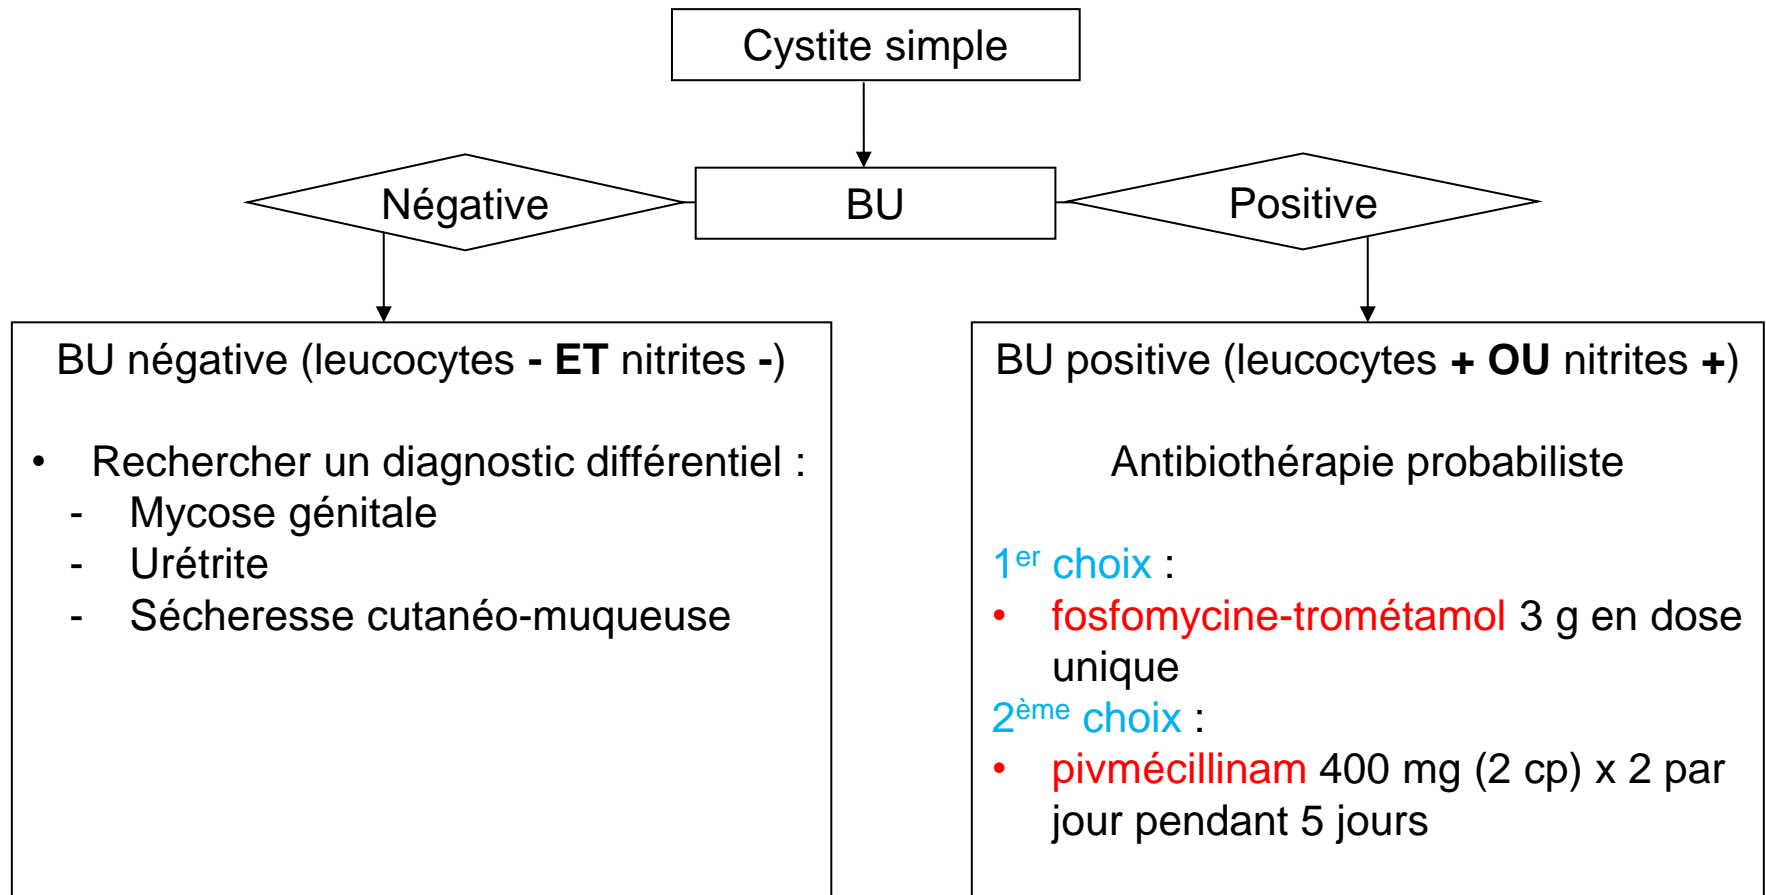 Cystite simple
Négative
BU
Positive
BU négative (leucocytes - ET nitrites -)
• Rechercher un diagnostic différentiel :
- Mycose génitale
- Urétrite
- Sécheresse cutanéo-muqueuse
BU positive (leucocytes + OU nitrites +)
Antibiothérapie probabiliste
1er choix :
• fosfomycine-trométamol 3 g en dose
unique
2ème choix :
• pivmécillinam 400 mg (2 cp) x 2 par
jour pendant 5 jours